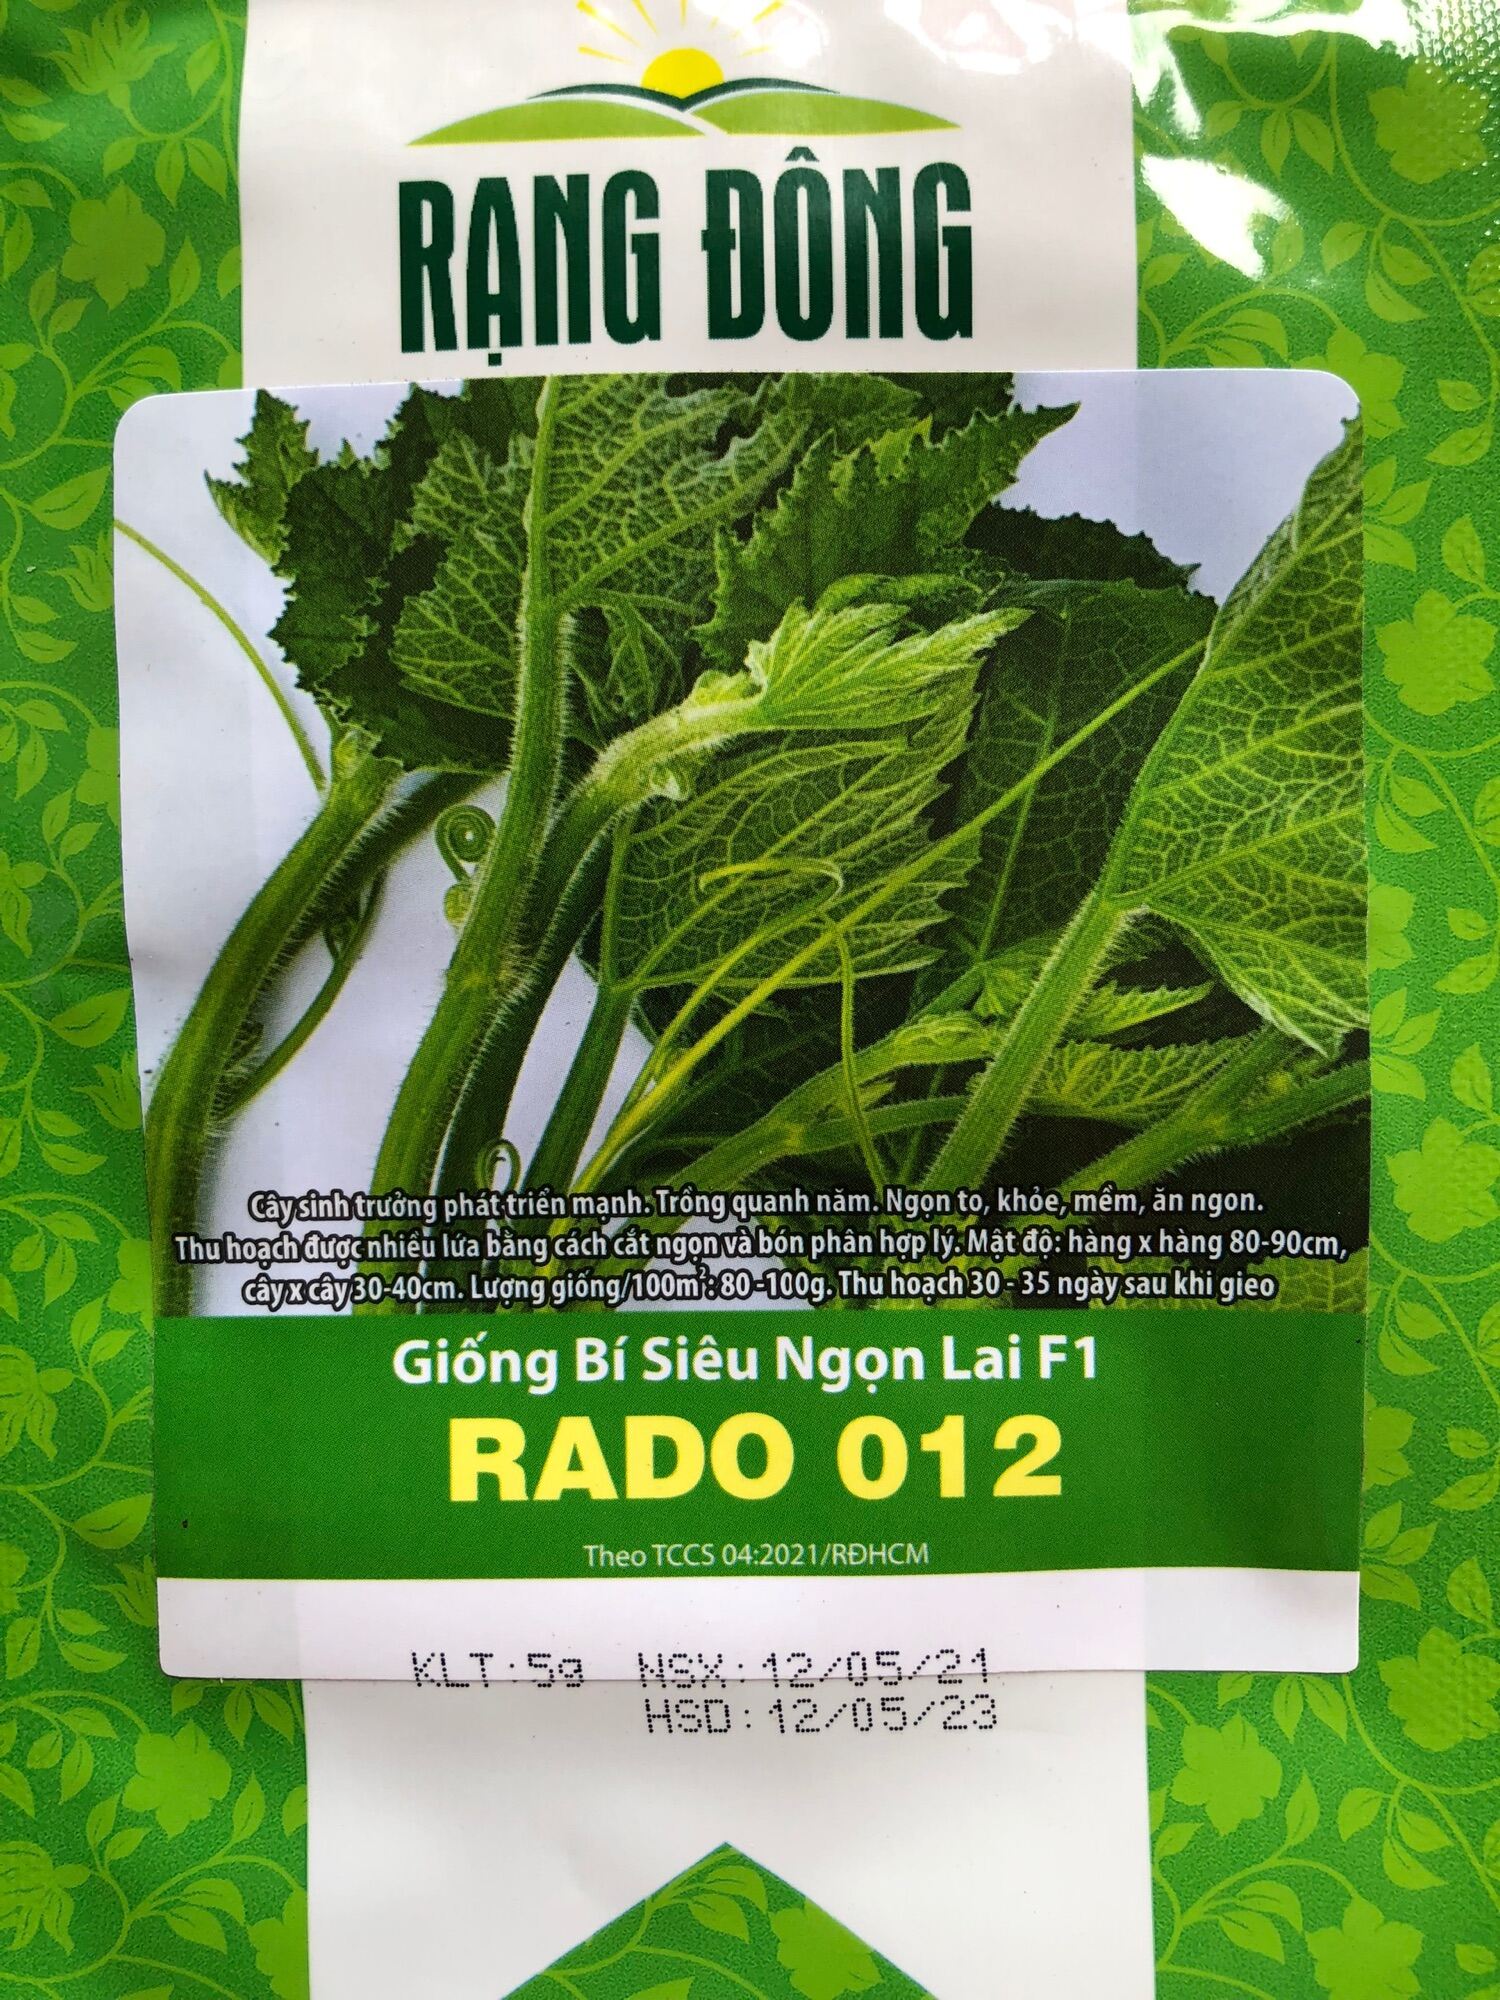 RẠNG ĐÔNG
Cây sinh trưởng phát triển mạnh. Trồng quanh năm. Ngọn to, khỏe, mềm, ăn ngon.
Thu hoạch được nhiều lứa bằng cách cắt ngọn và bón phân hợp lý. Mật độ: hàng x hàng 80-90cm,
cây x cây 30-40cm. Lượng giống/100m²: 80-100g. Thu hoạch 30 - 35 ngày sau khi gieo
Giống Bí Siêu Ngọn Lai F1
RADO 012
Theo TCCS 04:2021/RĐHCM
KLT:5g NSX:12/05/21
HSD:12/05/23